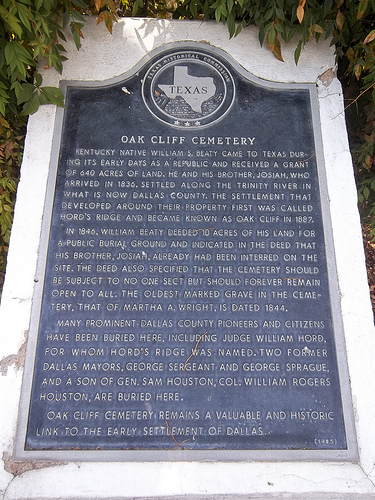 TEXAS HISTORICAL COMMISSION
TEXAS
OAK CLIFF CEMETERY
KENTUCKY NATIVE WILLIAM S. BEATY CAME TO TEXAS DUR-
ING ITS EARLY DAYS AS A REPUBLIC AND RECEIVED A GRANT
OF 640 ACRES OF LAND. HE AND HIS BROTHER, JOSIAH, WHO
ARRIVED IN 1836, SETTLED ALONG THE TRINITY RIVER IN
WHAT IS NOW DALLAS COUNTY. THE SETTLEMENT THAT
DEVELOPED AROUND THEIR PROPERTY FIRST WAS CALLED
HORD'S RIDGE AND BECAME KNOWN AS OAK CLIFF IN 1887.
IN 1846, WILLIAM BEATY DEEDED 10 ACRES OF HIS LAND FOR
A PUBLIC BURIAL GROUND AND INDICATED IN THE DEED THAT
HIS BROTHER, JOSIAH, ALREADY HAD BEEN INTERRED ON THE
SITE. THE DEED ALSO SPECIFIED THAT THE CEMETERY SHOULD
BE SUBJECT TO NO ONE SECT BUT SHOULD FOREVER REMAIN
OPEN TO ALL. THE OLDEST MARKED GRAVE IN THE CEME-
TERY, THAT OF MARTHA A. WRIGHT, IS DATED 1844.
MANY PROMINENT DALLAS COUNTY PIONEERS AND CITIZENS
HAVE BEEN BURIED HERE, INCLUDING JUDGE WILLIAM HORD,
FOR WHOM HORD'S RIDGE WAS NAMED. TWO FORMER
DALLAS MAYORS, GEORGE SERGEANT AND GEORGE SPRAGUE,
AND A SON OF GEN. SAM HOUSTON, COL. WILLIAM ROGERS
HOUSTON, ARE BURIED HERE.
OAK CLIFF CEMETERY REMAINS A VALUABLE AND HISTORIC
LINK TO THE EARLY SETTLEMENT OF DALLAS.
(1985)